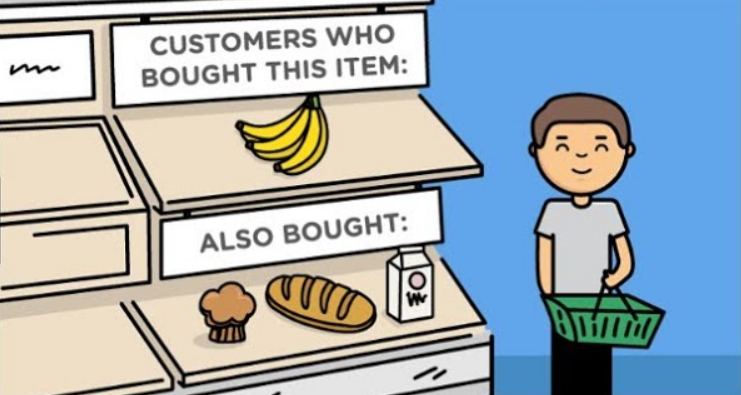 CUSTOMERS WHO
BOUGHT THIS ITEM:
ALSO BOUGHT: